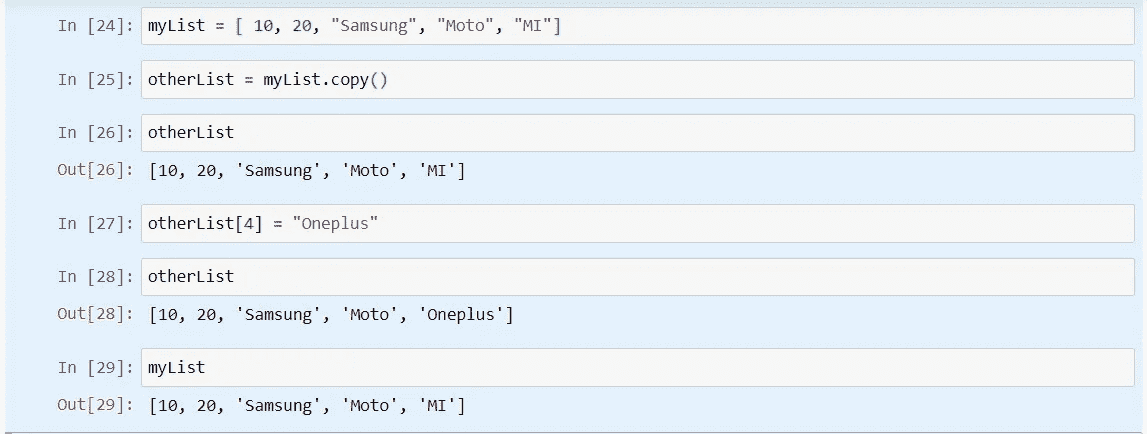 In [24]: myList = [ 10, 20, "Samsung", "Moto", "MI"]
In [25]: otherList = myList.copy()
In [26]: otherList
Out[26]: [10, 20, 'Samsung', 'Moto', 'MI']
In [27]: otherList[4] = "Oneplus"
In [28]: otherList
Out[28]: [10, 20, 'Samsung', 'Moto', 'Oneplus']
In [29]: myList
Out[29]: [10, 20, 'Samsung', 'Moto', 'MI']